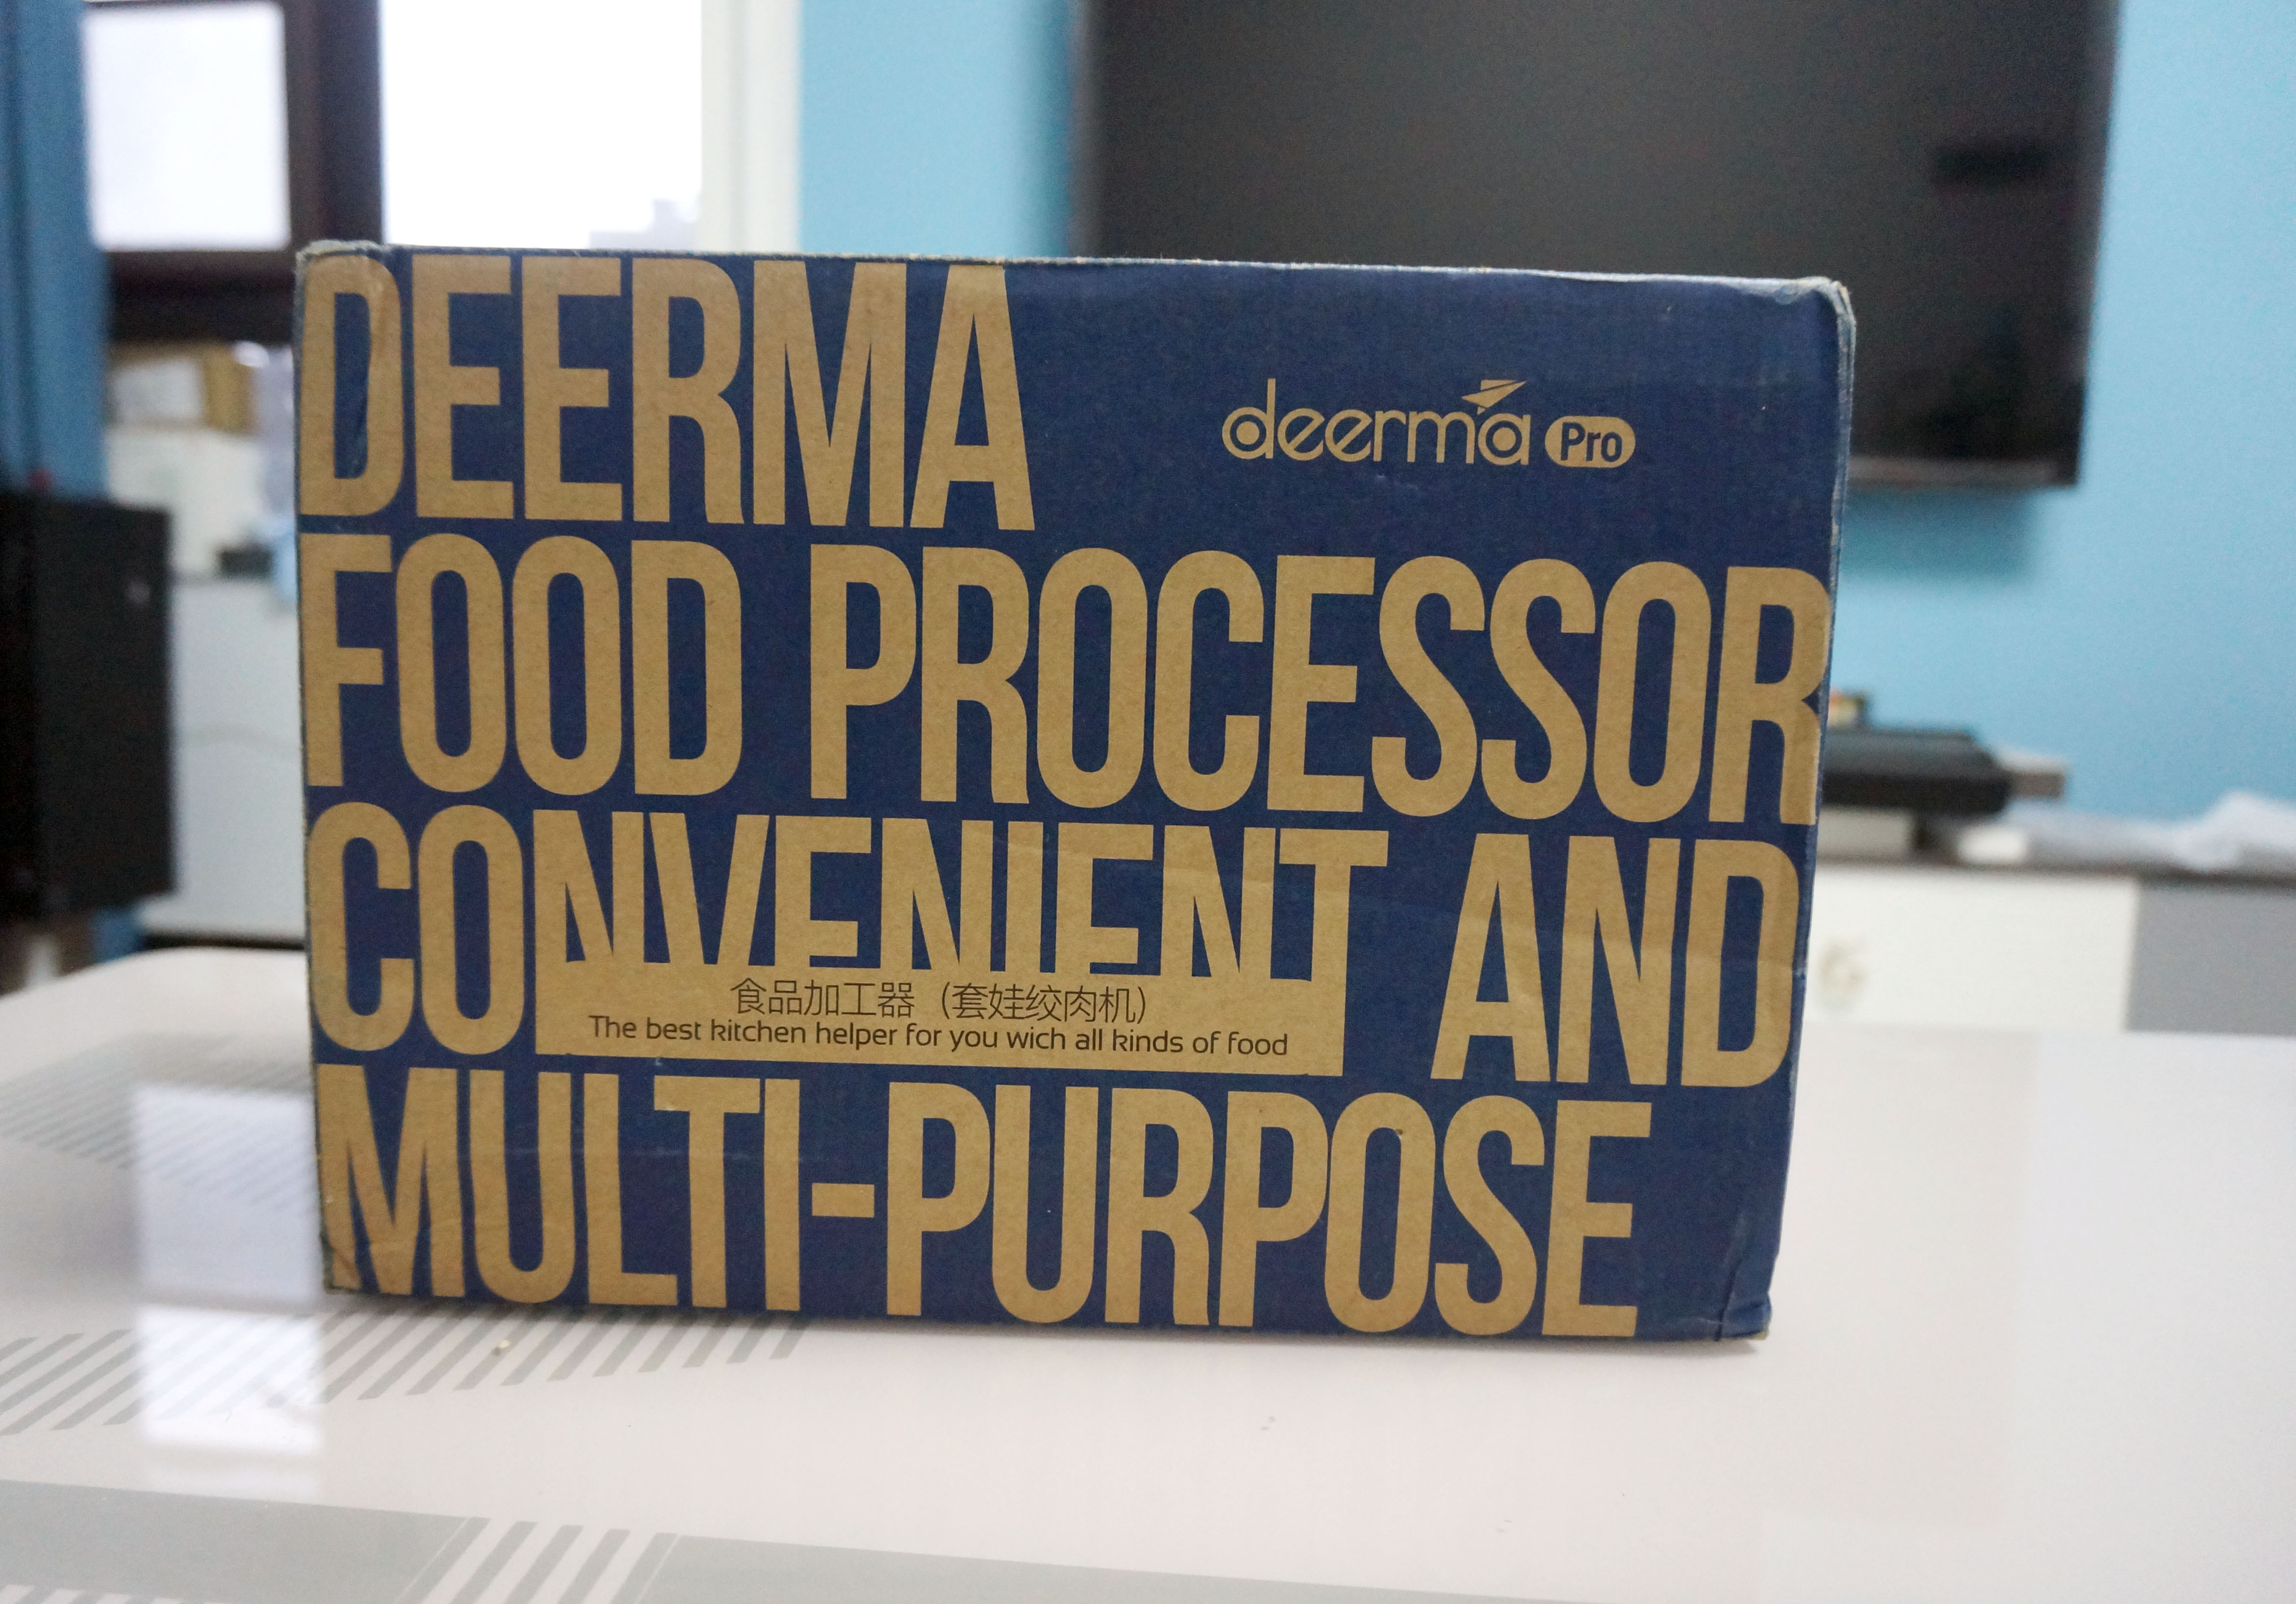 DEERMA
deerma Pro
FOOD PROCESSOR
CONVENIENT AND
食品加工器（套娃绞肉机）
The best kitchen helper for you wich all kinds of food
MULTI-PURPOSE